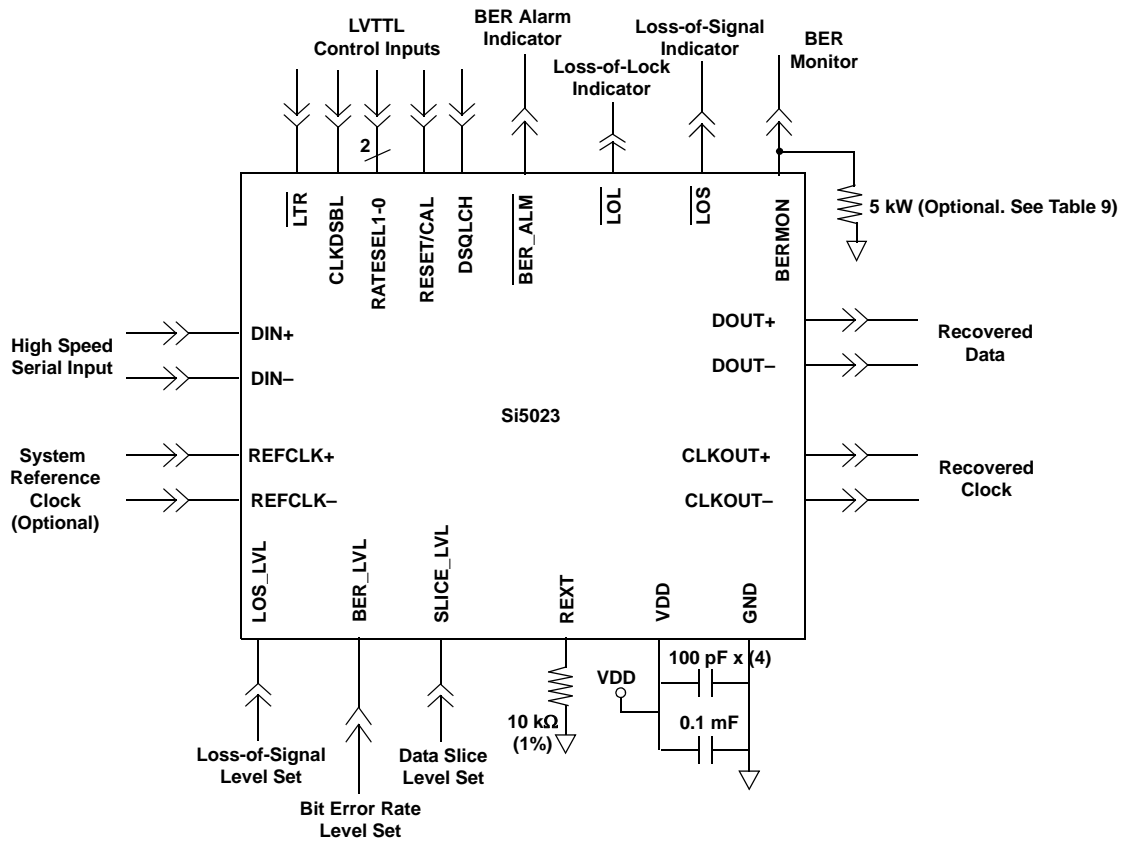 LVTTL
Control Inputs
BER Alarm
Indicator
Loss-of-Lock
Indicator
Loss-of-Signal
Indicator
BER
Monitor
2
LTR
CLKDSBL
RATESEL1-0
RESET/CAL
DSQLCH
BER_ALM
LOL
LOS
BERMON
5 kW (Optional. See Table 9)
High Speed
Serial Input
DIN+
DIN–
DOUT+
DOUT–
Recovered
Data
Si5023
System
Reference
Clock
(Optional)
REFCLK+
REFCLK–
CLKOUT+
CLKOUT–
Recovered
Clock
LOS_LVL
BER_LVL
SLICE_LVL
REXT
VDD
GND
Loss-of-Signal
Level Set
Bit Error Rate
Level Set
Data Slice
Level Set
10 kΩ
(1%)
VDD
100 pF x (4)
0.1 mF